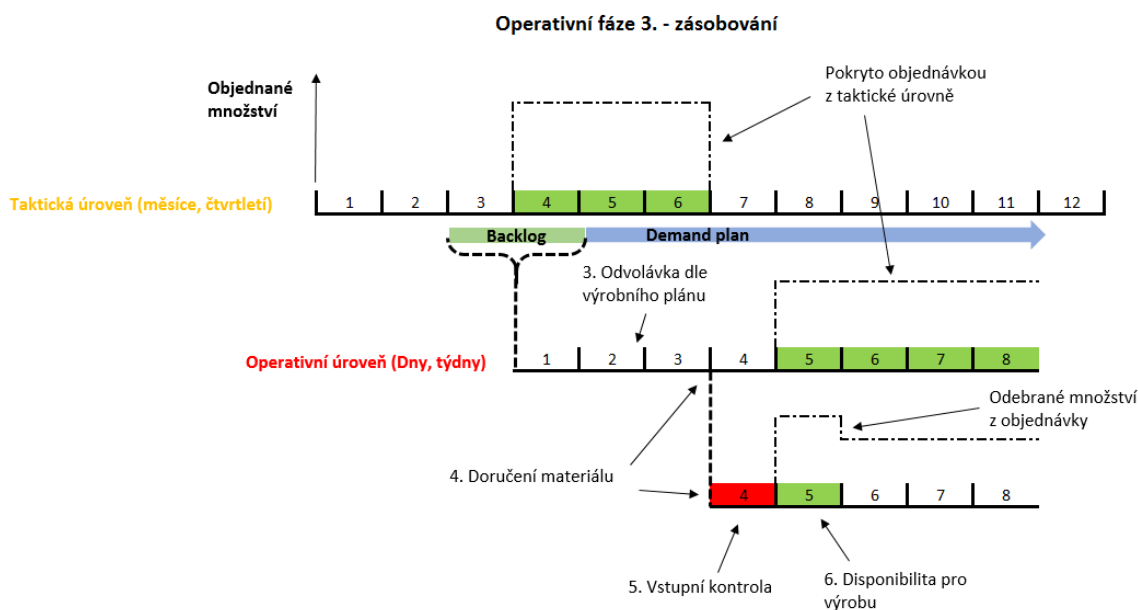 Operativní fáze 3. - zásobování
Objednané
množství
Pokryto objednávkou
z taktické úrovně
Taktická úroveň (měsíce, čtvrtletí)
1 2 3 4 5 6 7 8 9 10 11 12
Backlog
Demand plan
3. Odvolávka dle
výrobního plánu
Operativní úroveň (Dny, týdny)
1 2 3 4 5 6 7 8
Odebrané množství
z objednávky
4. Doručení materiálu
4 5 6 7 8
5. Vstupní kontrola
6. Disponibilita pro
výrobu